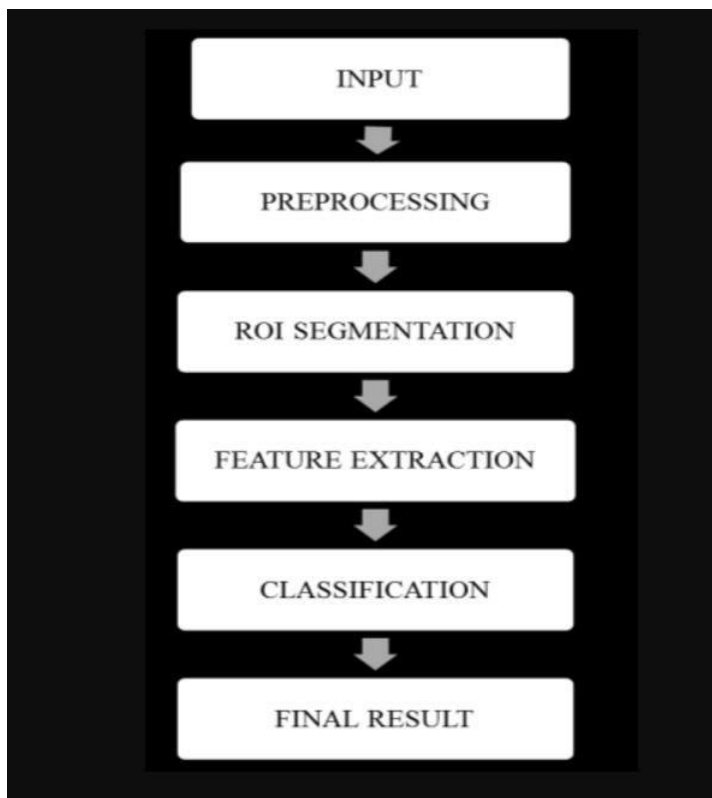 INPUT
PREPROCESSING
ROI SEGMENTATION
FEATURE EXTRACTION
CLASSIFICATION
FINAL RESULT